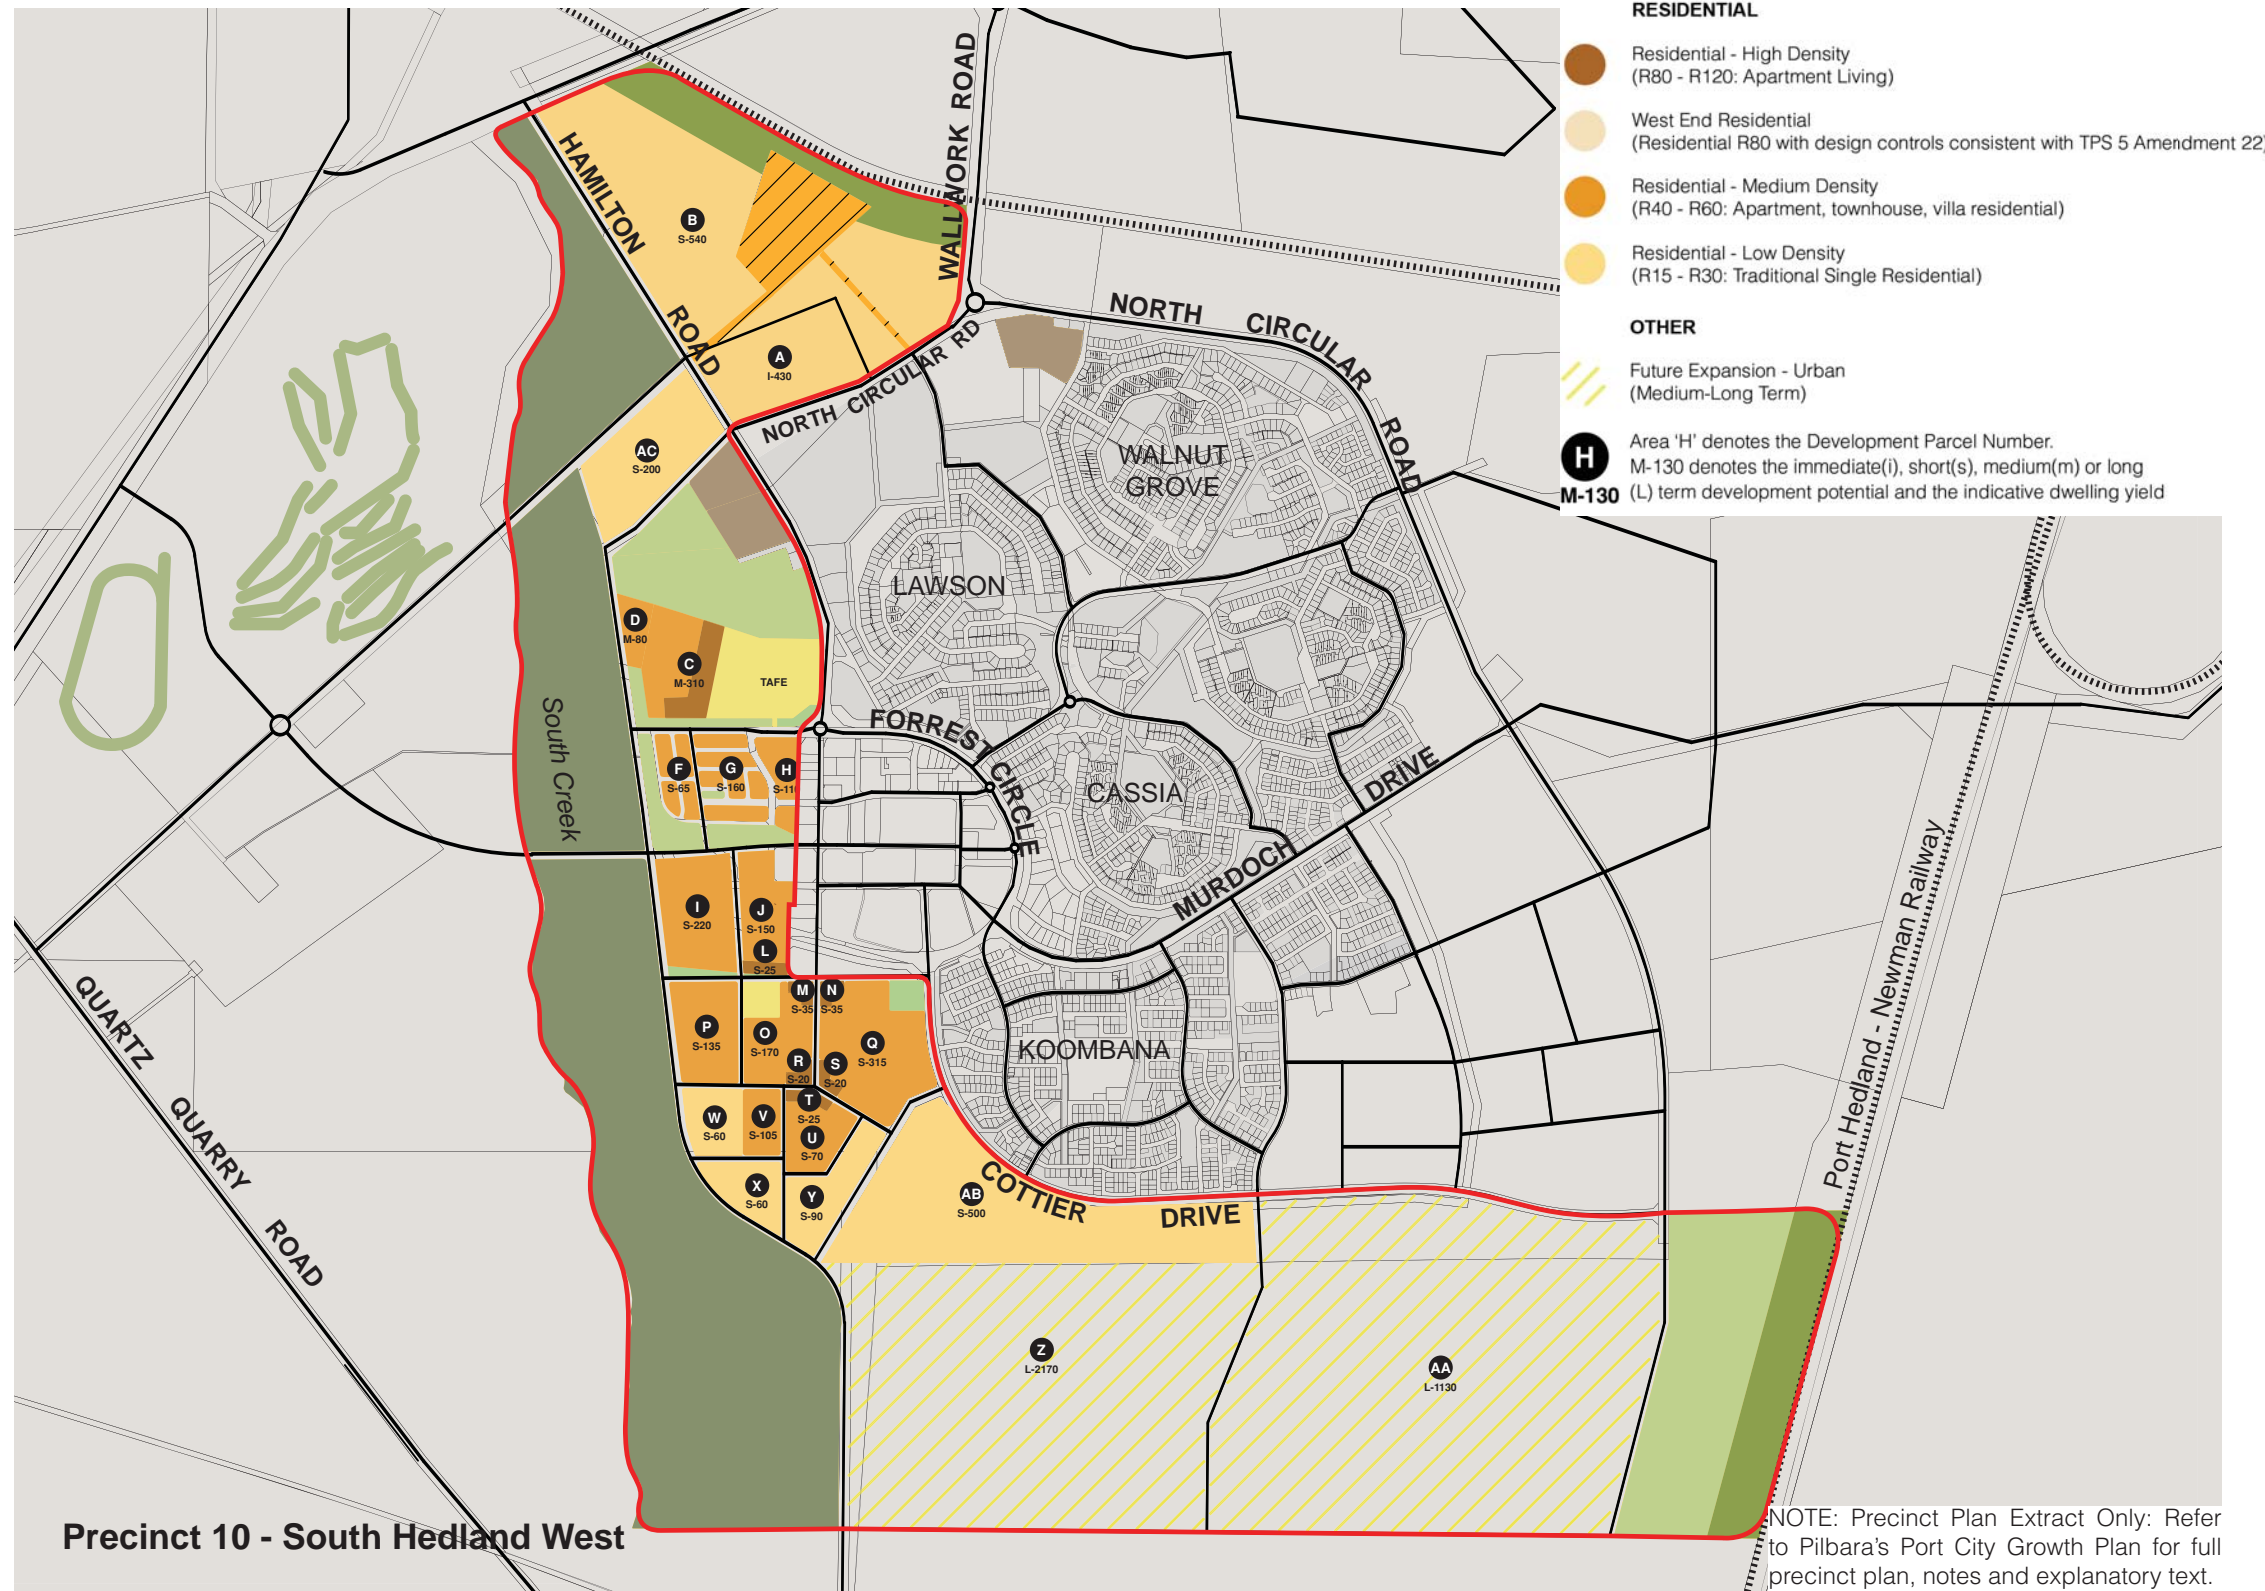 RESIDENTIAL
Residential - High Density
(R80 - R120: Apartment Living)
West End Residential
(Residential R80 with design controls consistent with TPS 5 Amendment 22)
Residential - Medium Density
(R40 - R60: Apartment, townhouse, villa residential)
Residential - Low Density
(R15 - R30: Traditional Single Residential)
OTHER
Future Expansion - Urban
(Medium-Long Term)
H
M-130
Area ‘H’ denotes the Development Parcel Number.
M-130 denotes the immediate(i), short(s), medium(m) or long
(L) term development potential and the indicative dwelling yield
HAMILTON
ROAD
WALLWORK ROAD
B
S-540
A
I-430
NORTH CIRCULAR RD
NORTH CIRCULAR
ROAD
AC
S-200
WALNUT
GROVE
LAWSON
D
M-80
C
M-310
TAFE
South Creek
FORREST
CIRCLE
F
S-65
G
S-160
H
S-110
CASSIA
MURDOCH
DRIVE
I
S-220
J
S-150
L
S-25
M
S-35
N
S-35
P
S-135
O
S-170
Q
S-315
R
S-20
S
S-20
KOOMBANA
W
S-60
V
S-105
T
S-25
U
S-70
X
S-60
Y
S-90
AB
S-500
COTTIER
DRIVE
QUARTZ
QUARRY
ROAD
Port Hedland - Newman Railway
Z
L-2170
AA
L-1130
Precinct 10 - South Hedland West
NOTE: Precinct Plan Extract Only: Refer
to Pilbara's Port City Growth Plan for full
precinct plan, notes and explanatory text.